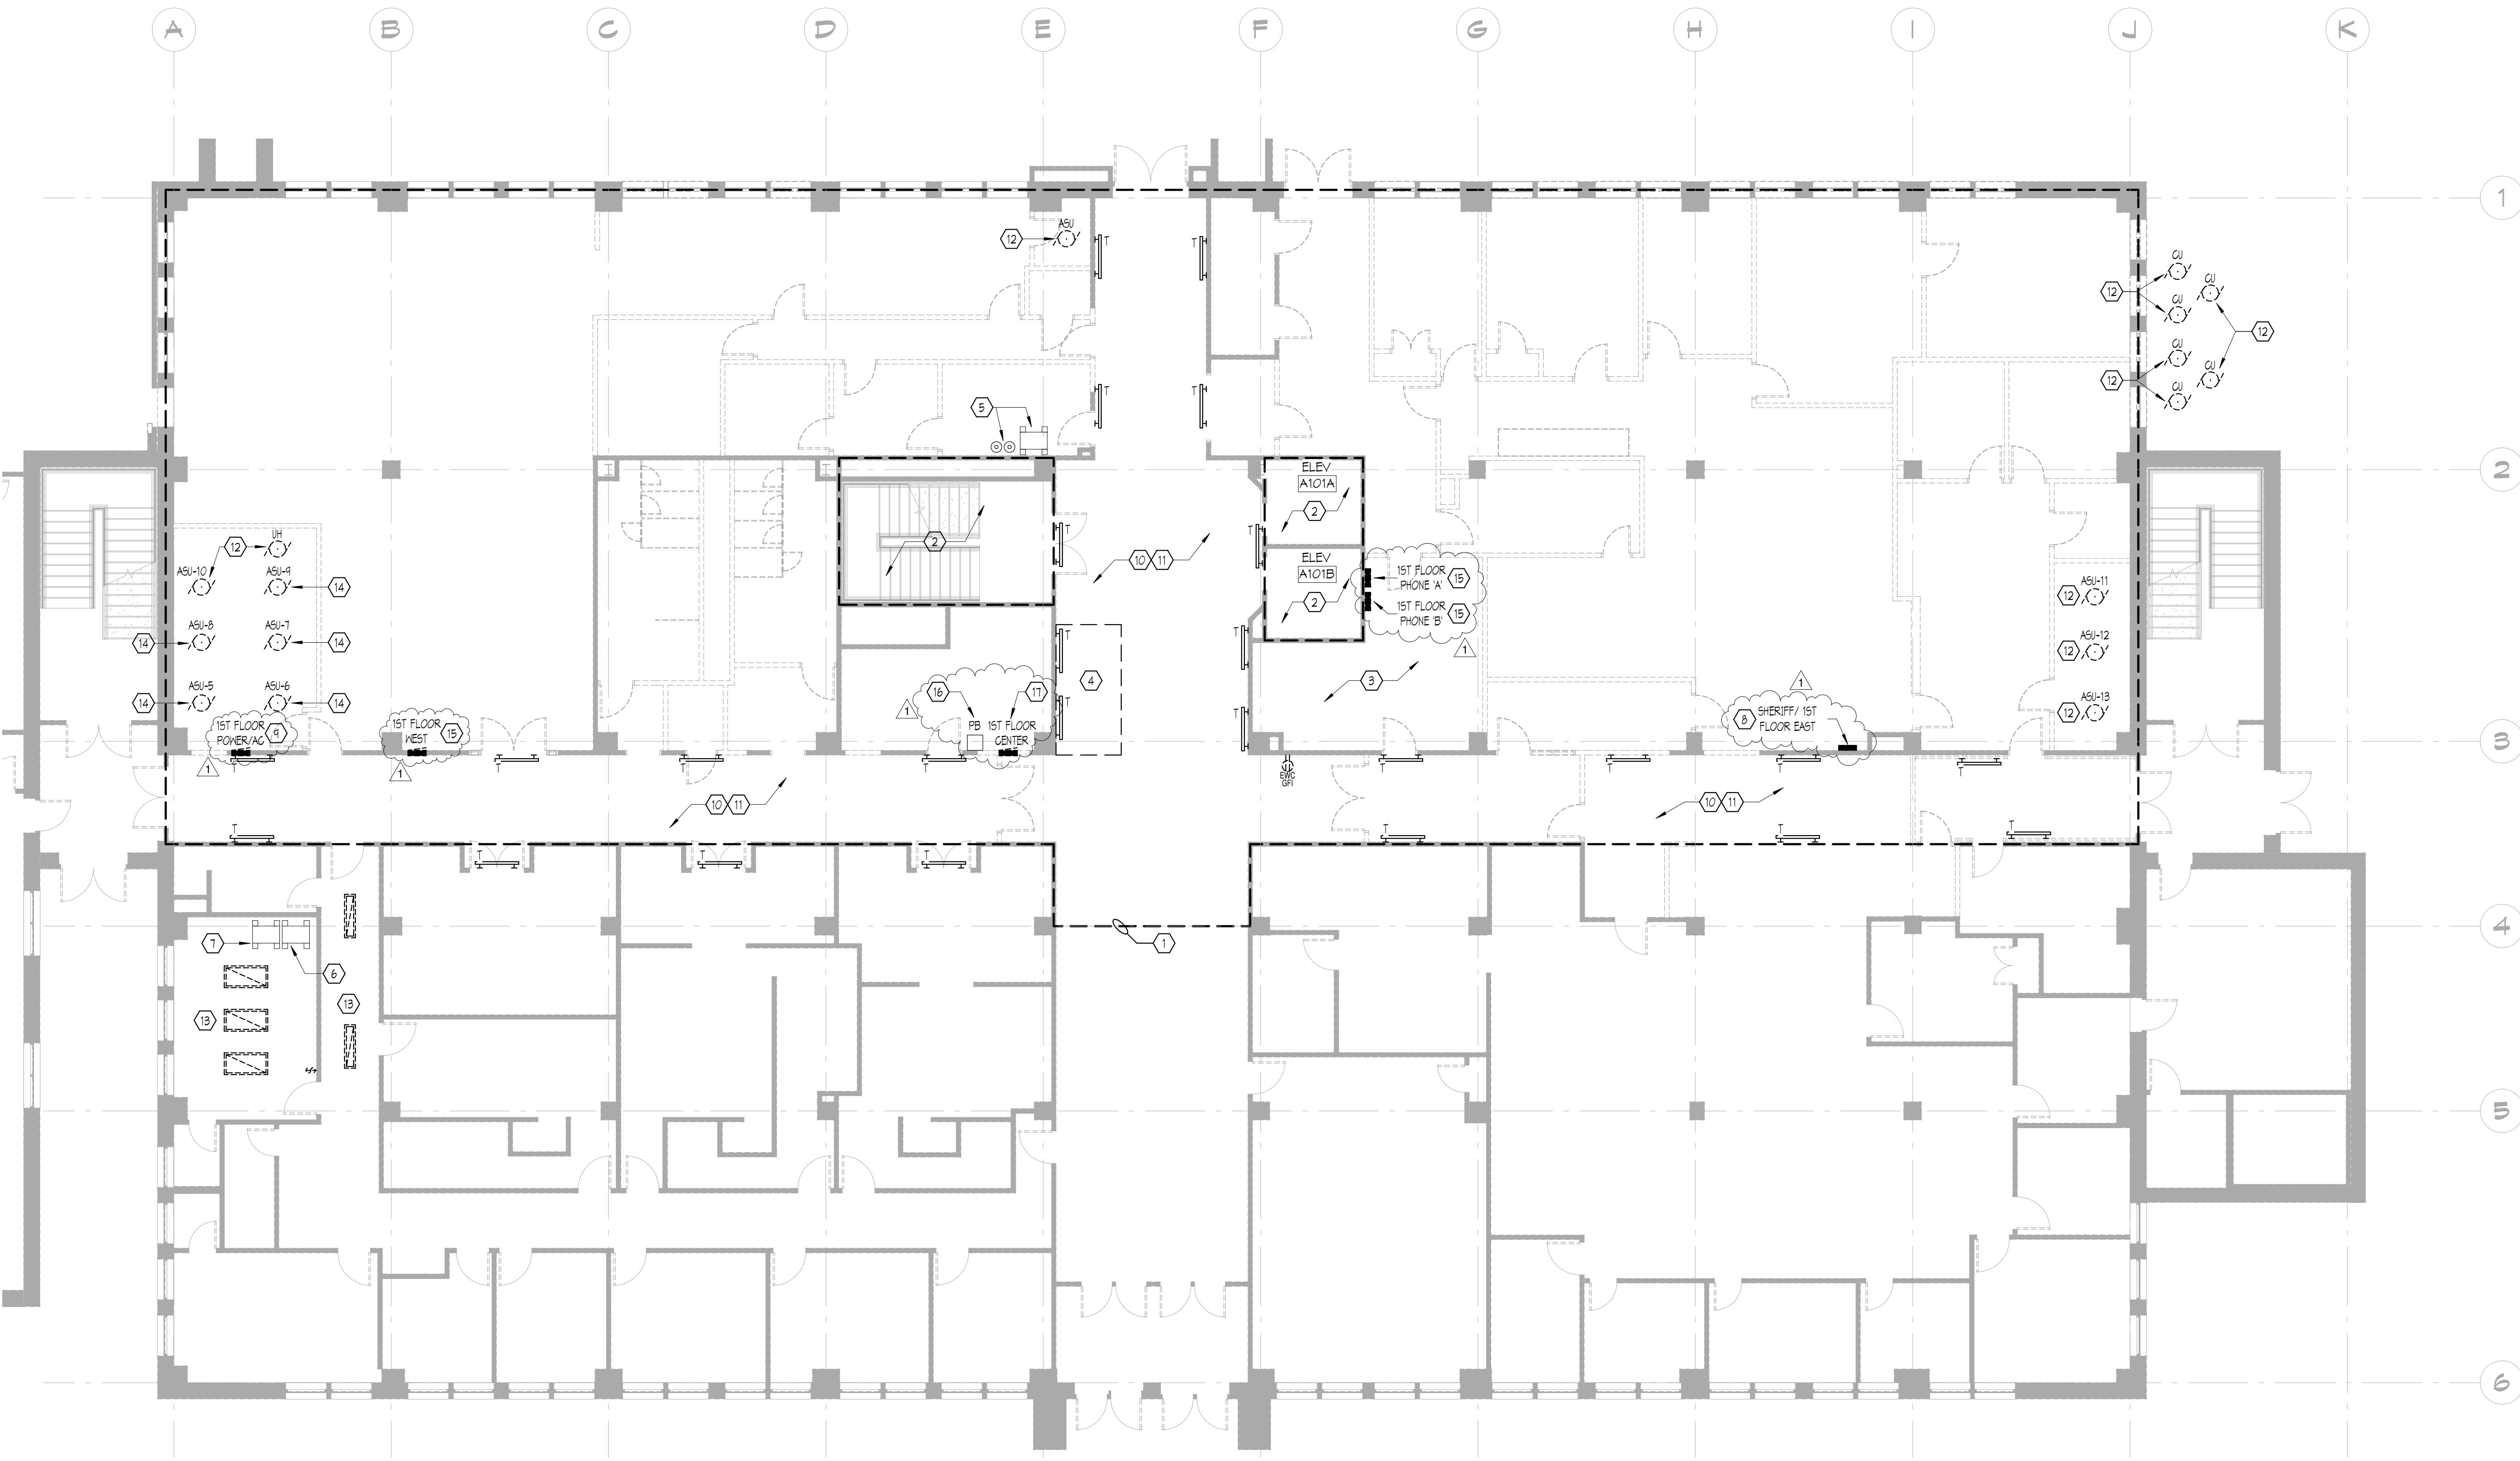 A
B
C
D
E
F
G
H
I
J
K
1
ASU
12
T
T
CU
CU
12
CU
12
CU
CU
12
CU
T
T
5
2
ELEV
A101A
2
UH
12
T
T
2
10 11
ELEV
A101B
1ST FLOOR
PHONE 'A'
15
ASU-10
ASU-9
14
2
1ST FLOOR
PHONE 'B'
15
ASU-11
12
ASU-8
14
ASU-7
14
T
T
1
ASU-12
12
4
3
1
ASU-5
14
ASU-6
14
16
17
T
T
ASU-13
12
1ST FLOOR
POWER/AC
9
1ST FLOOR
WEST
15
1
PB
1ST FLOOR
CENTER
8
SHERIFF/ 1ST
FLOOR EAST
3
1
1
T
T
T
T
T
T
T
T
EWC
GFI
10 11
10 11
T
T
T
T
T
T
T
4
7
6
1
13
13
5
6